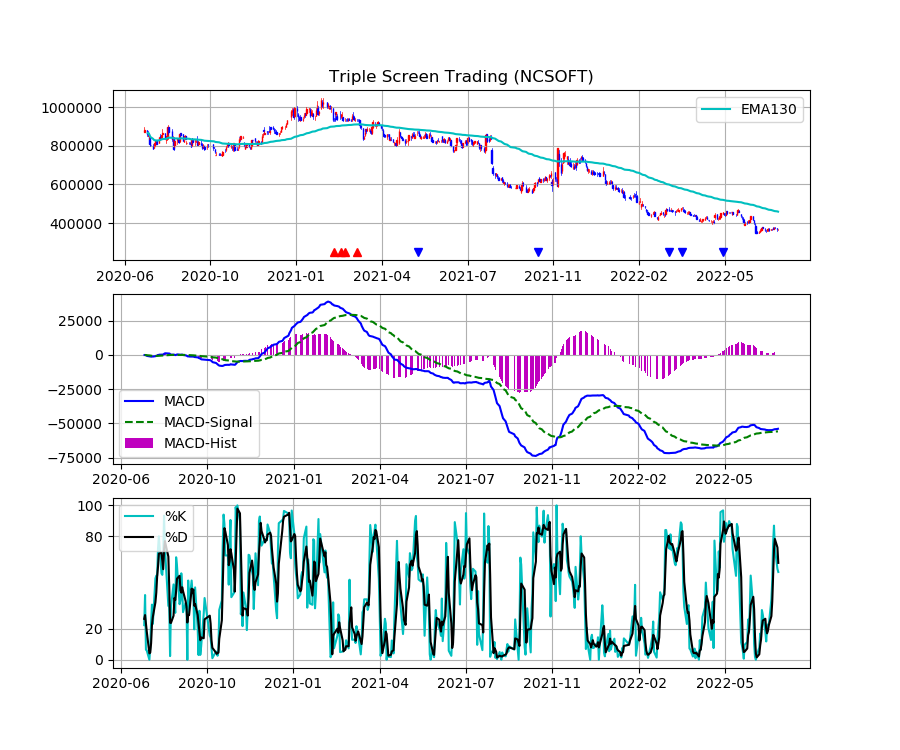 Triple Screen Trading (NCSOFT)
1000000
800000
600000
400000
EMA130
2020-06 2020-10 2021-01 2021-04 2021-07 2021-11 2022-02 2022-05
25000
0
−25000
−50000
−75000
MACD
MACD-Signal
MACD-Hist
2020-06 2020-10 2021-01 2021-04 2021-07 2021-11 2022-02 2022-05
100
80
20
0
%K
%D
2020-06 2020-10 2021-01 2021-04 2021-07 2021-11 2022-02 2022-05